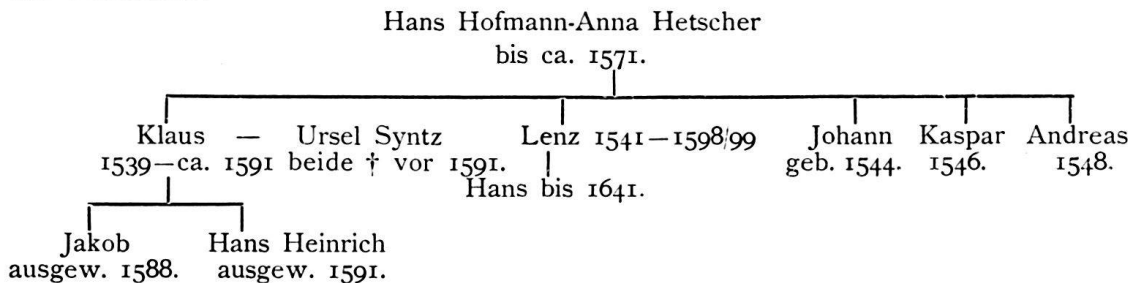 Hans Hofmann-Anna Hetscher
bis ca. 1571.
Klaus — Ursel Syntz Lenz 1541—1598/99 Johann Kaspar Andreas
1539—ca. 1591 beide † vor 1591. geb. 1544. 1546. 1548.
Hans bis 1641.
Jakob Hans Heinrich
ausgew. 1588. ausgew. 1591.